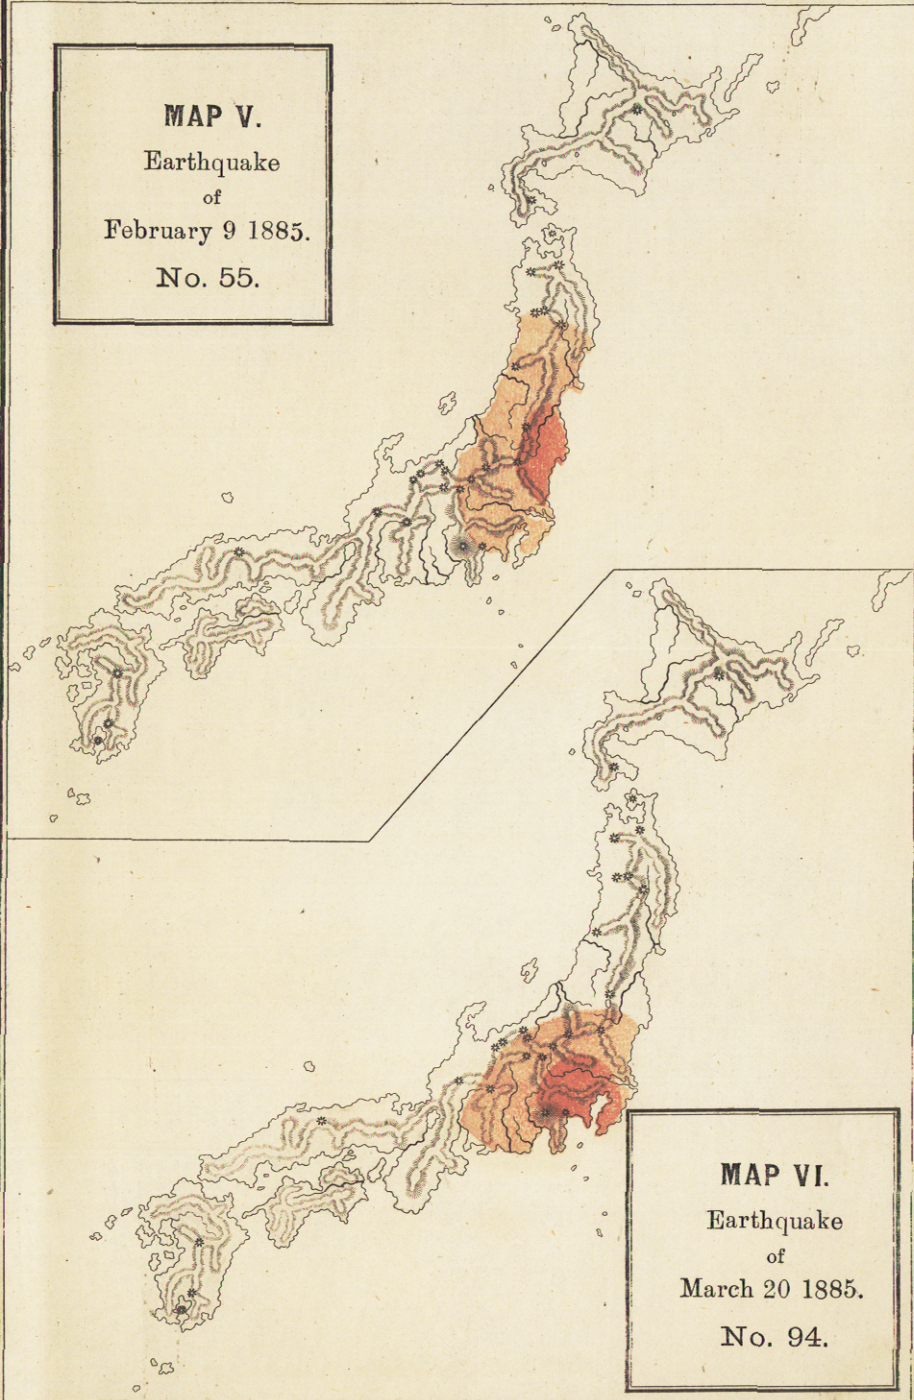 MAP V.
Earthquake
of
February 9 1885.
No. 55.
MAP VI.
Earthquake
of
March 20 1885.
No. 94.